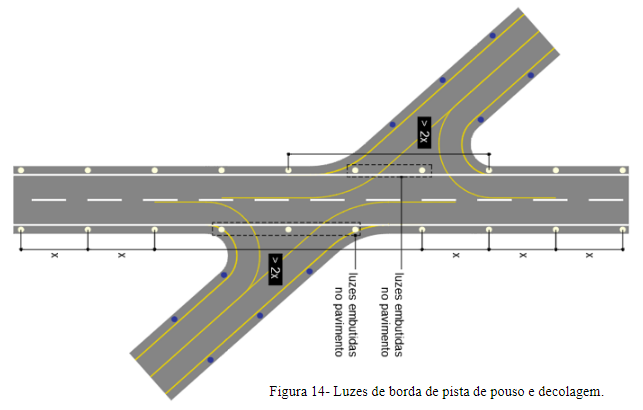 > 2x
> 2x
x
x
x
x
x
luzes embutidas
no pavimento
luzes embutidas
no pavimento
Figura 14- Luzes de borda de pista de pouso e decolagem.